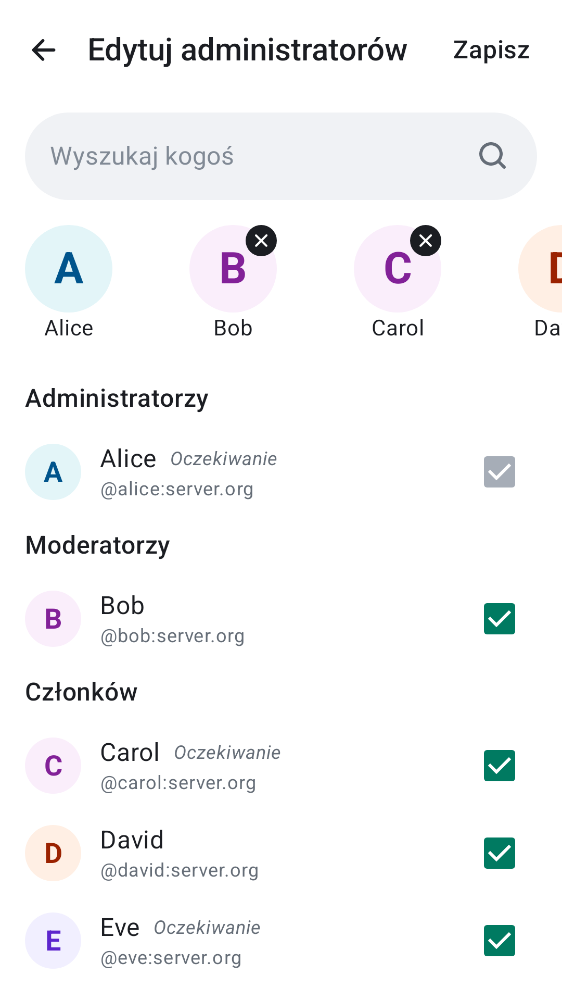 Edytuj administratorów
Zapisz
Wyszukaj kogoś
A
B
C
D
Alice
Bob
Carol
Da
Administratorzy
A
Alice Oczekiwanie
@alice:server.org
Moderatorzy
B
Bob
@bob:server.org
Członków
C
Carol Oczekiwanie
@carol:server.org
D
David
@david:server.org
E
Eve Oczekiwanie
@eve:server.org